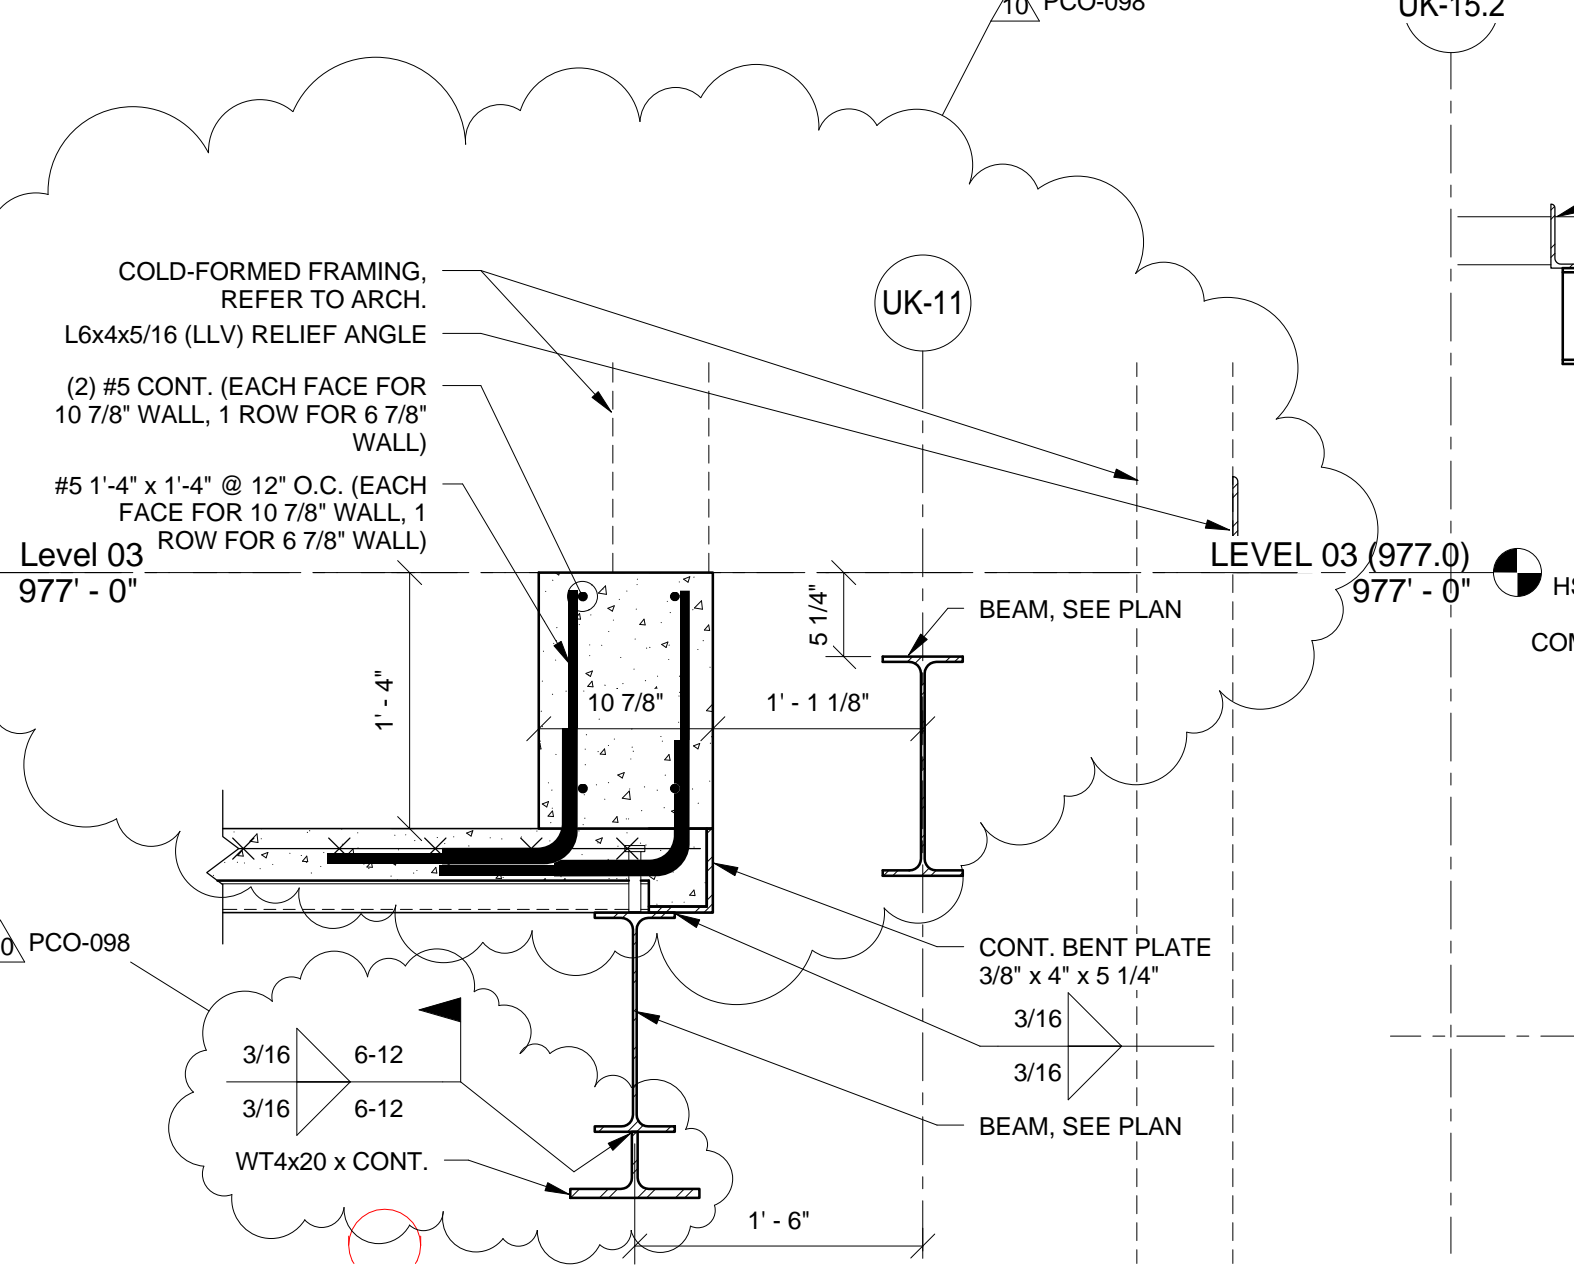 10 PCO-098
UK-15.2
COLD-FORMED FRAMING,
REFER TO ARCH.
L6x4x5/16 (LLV) RELIEF ANGLE
(2) #5 CONT. (EACH FACE FOR
10 7/8" WALL, 1 ROW FOR 6 7/8"
WALL)
#5 1'-4" x 1'-4" @ 12" O.C. (EACH
FACE FOR 10 7/8" WALL, 1
ROW FOR 6 7/8" WALL)
UK-11
Level 03
977' - 0"
LEVEL 03 (977.0)
977' - 0"
5 1/4"
BEAM, SEE PLAN
1' - 4"
10 7/8"
1' - 1 1/8"
CONT. BENT PLATE
3/8" x 4" x 5 1/4"
3/16
3/16
BEAM, SEE PLAN
0 PCO-098
3/16 6-12
3/16 6-12
WT4x20 x CONT.
1' - 6"